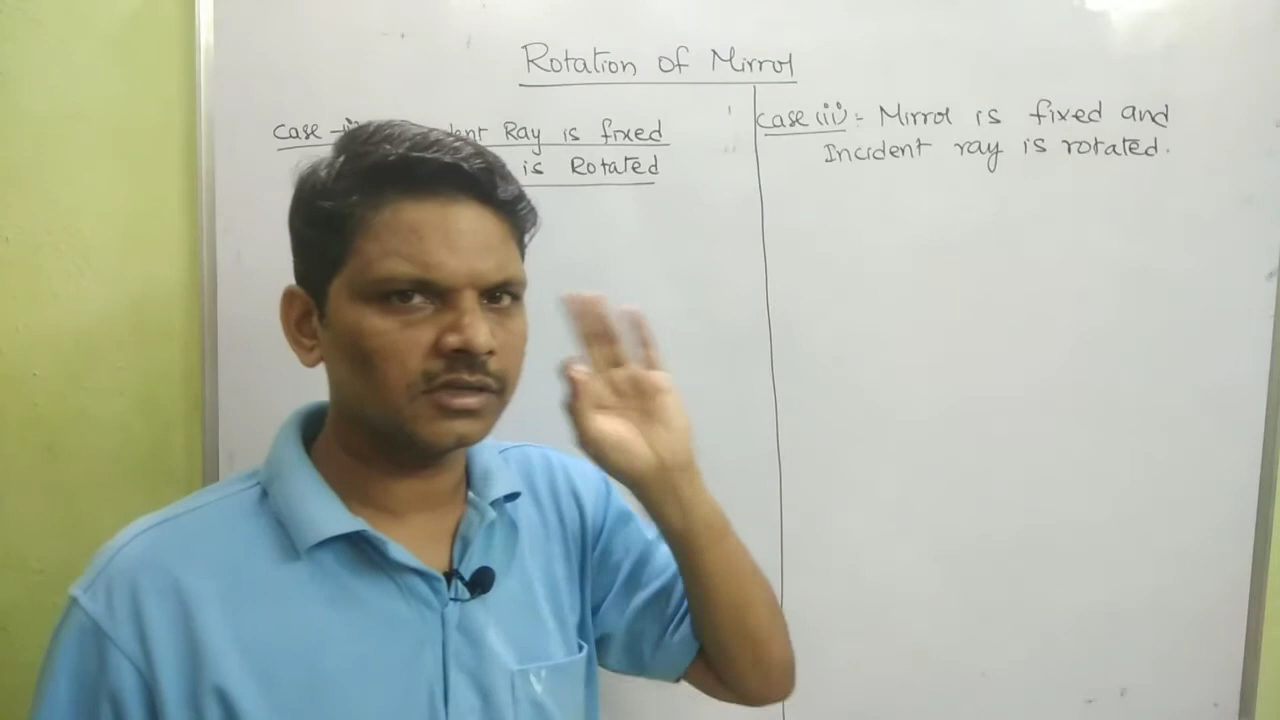 Rotation of Mirror
Case Ray is fixed
is Rotated
Case (ii) :- Mirror is fixed and
Incident ray is rotated.